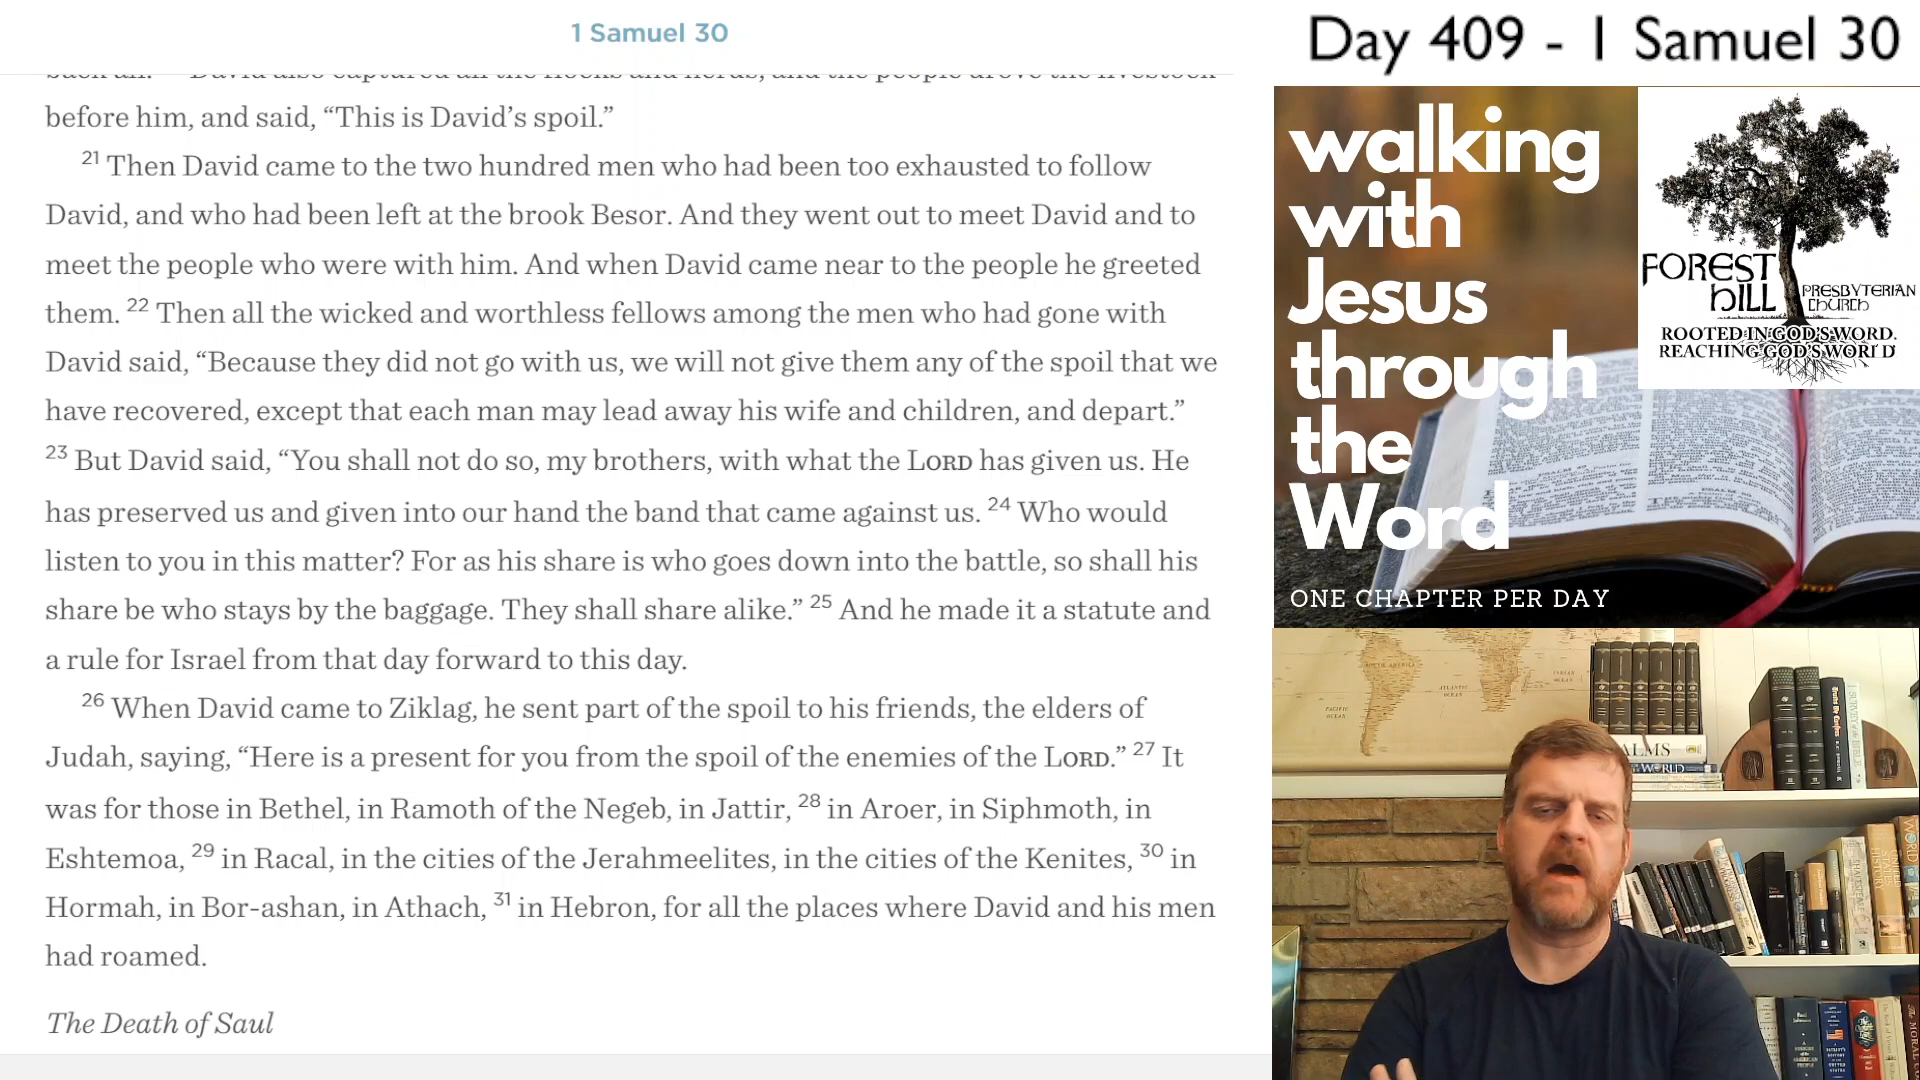 1 Samuel 30
before him, and said, “This is David’s spoil.”
21 Then David came to the two hundred men who had been too exhausted to follow
David, and who had been left at the brook Besor. And they went out to meet David and to
meet the people who were with him. And when David came near to the people he greeted
them. 22 Then all the wicked and worthless fellows among the men who had gone with
David said, “Because they did not go with us, we will not give them any of the spoil that we
have recovered, except that each man may lead away his wife and children, and depart.”
23 But David said, “You shall not do so, my brothers, with what the LORD has given us. He
has preserved us and given into our hand the band that came against us. 24 Who would
listen to you in this matter? For as his share is who goes down into the battle, so shall his
share be who stays by the baggage. They shall share alike.” 25 And he made it a statute and
a rule for Israel from that day forward to this day.
26 When David came to Ziklag, he sent part of the spoil to his friends, the elders of
Judah, saying, “Here is a present for you from the spoil of the enemies of the LORD.” 27 It
was for those in Bethel, in Ramoth of the Negeb, in Jattir, 28 in Aroer, in Siphmoth, in
Eshtemoa, 29 in Racal, in the cities of the Jerahmeelites, in the cities of the Kenites, 30 in
Hormah, in Bor-ashan, in Athach, 31 in Hebron, for all the places where David and his men
had roamed.
The Death of Saul
Day 409 - 1 Samuel 30
walking
with
Jesus
through
the
Word
ONE CHAPTER PER DAY
FOREST
hILL
PRESBYTERIAN
ChURCh
ROOTED IN GOD'S WORD.
REACHING GOD'S WORLD
SOUTH AMERICA
ATLANTIC
OCEAN
INDIAN
OCEAN
PACIFIC
OCEAN
ALMS
WORLD